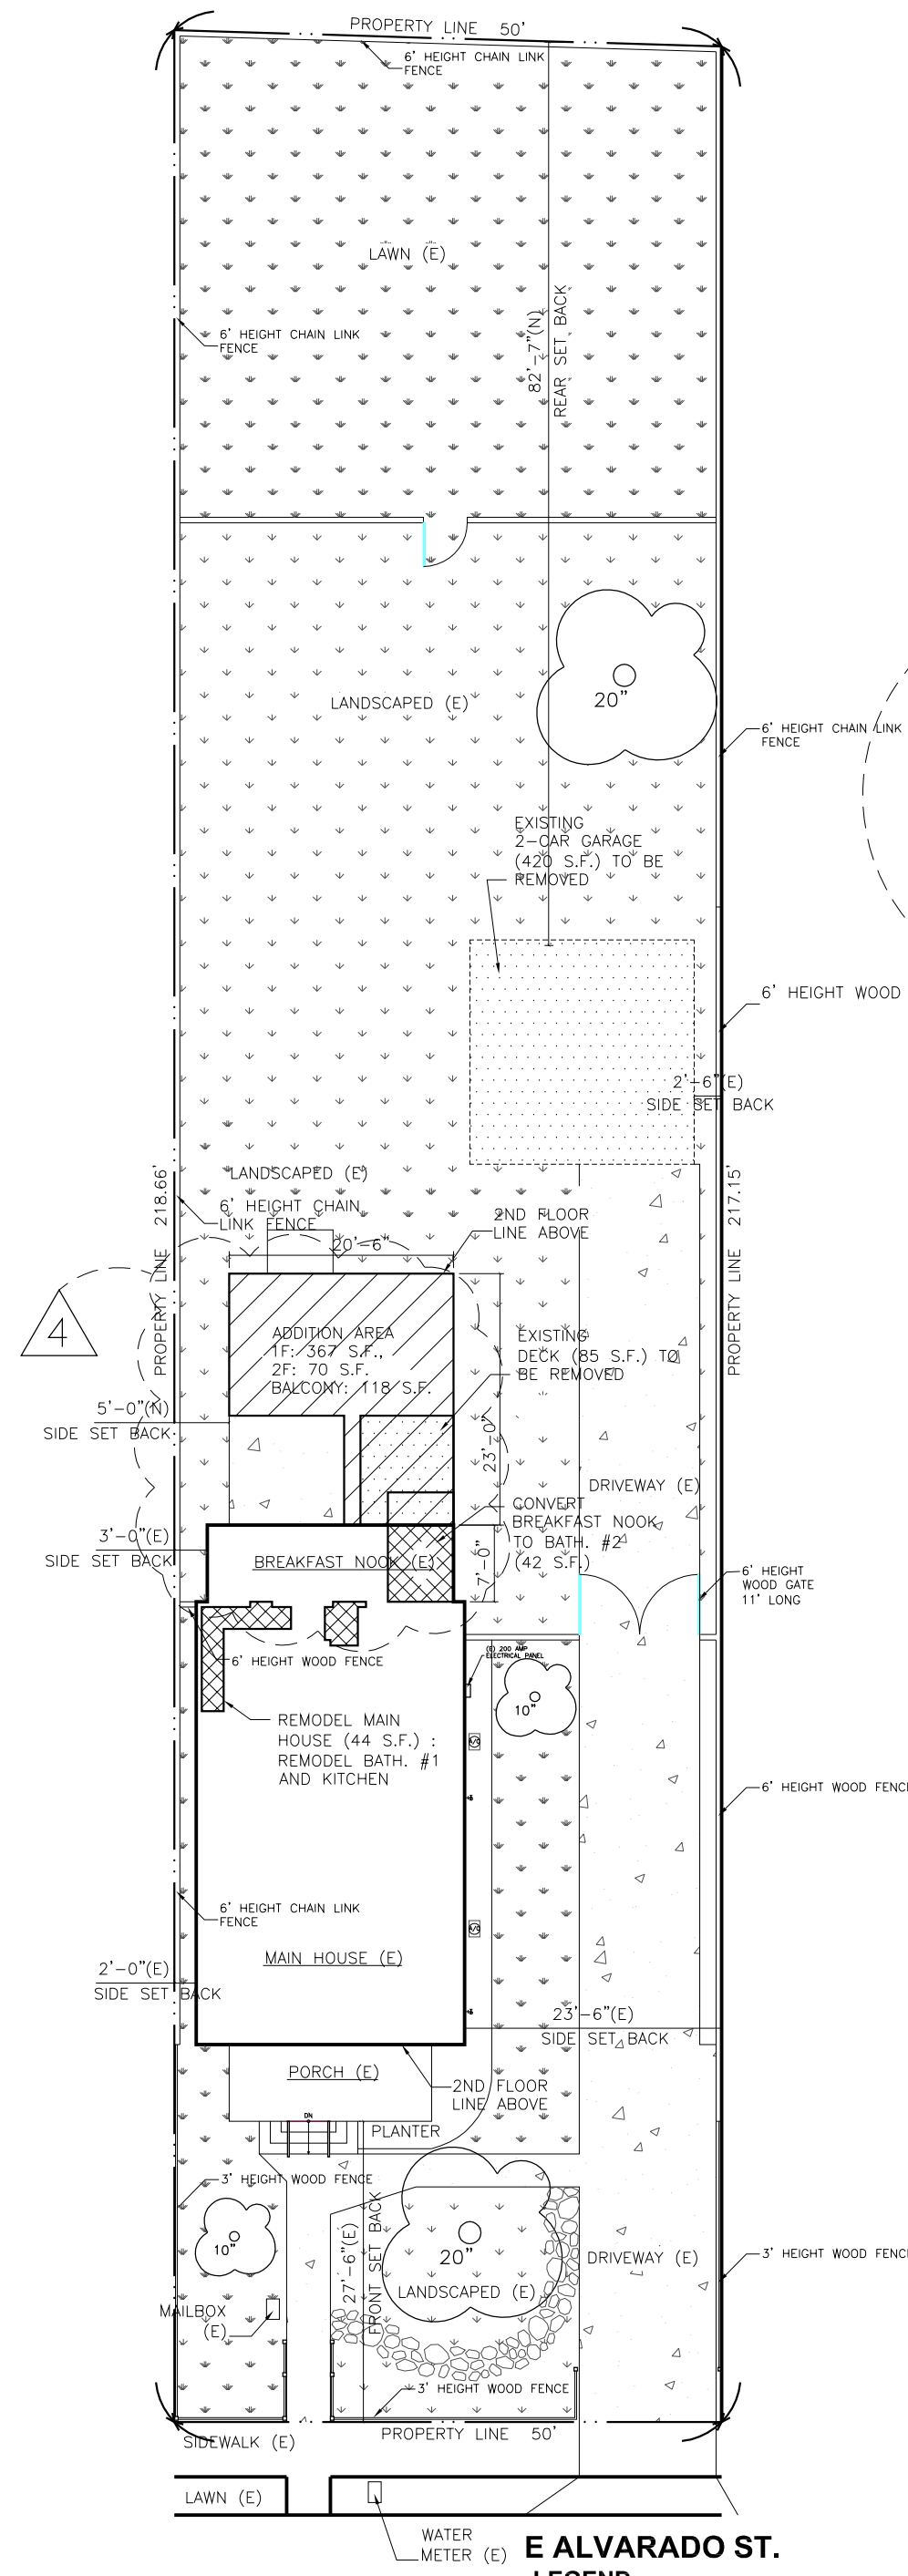 PROPERTY LINE 50'
6' HEIGHT CHAIN LINK
FENCE
LAWN (E)
82'-7"(N)
REAR SET BACK
6' HEIGHT CHAIN LINK
FENCE
20"
LANDSCAPED (E)
6' HEIGHT CHAIN LINK
FENCE
EXISTING
2-CAR GARAGE
(420 S.F.) TO BE
REMOVED
6' HEIGHT WOOD
2'-6"(E)
SIDE SET BACK
LANDSCAPED (E)
PROPERTY LINE 218.66'
PROPERTY LINE 217.15'
6' HEIGHT CHAIN
LINK FENCE
2ND FLOOR
LINE ABOVE
20'-6"
4
ADDITION AREA
1F: 367 S.F.,
2F: 70 S.F.
BALCONY: 118 S.F.
EXISTING
DECK (85 S.F.) TO
BE REMOVED
5'-0"(N)
SIDE SET BACK
23'-0"
DRIVEWAY (E)
CONVERT
BREAKFAST NOOK
TO BATH. #2
(42 S.F.)
3'-0"(E)
SIDE SET BACK
BREAKFAST NOOK (E)
7'-0"
6' HEIGHT
WOOD GATE
11' LONG
6' HEIGHT WOOD FENCE
(E) 200 AMP
ELECTRICAL PANEL
10"
REMODEL MAIN
HOUSE (44 S.F.) :
REMODEL BATH. #1
AND KITCHEN
A/C
6' HEIGHT WOOD FENCE
6' HEIGHT CHAIN LINK
FENCE
A/C
MAIN HOUSE (E)
2'-0"(E)
SIDE SET BACK
23'-6"(E)
SIDE SET BACK
PORCH (E)
2ND FLOOR
LINE ABOVE
DN
PLANTER
3' HEIGHT WOOD FENCE
10"
27'-6"(E)
FRONT SET BACK
20"
DRIVEWAY (E)
3' HEIGHT WOOD FENCE
LANDSCAPED (E)
MAILBOX
(E)
3' HEIGHT WOOD FENCE
PROPERTY LINE 50'
SIDEWALK (E)
LAWN (E)
WATER
METER (E)
E ALVARADO ST.
LEGEND